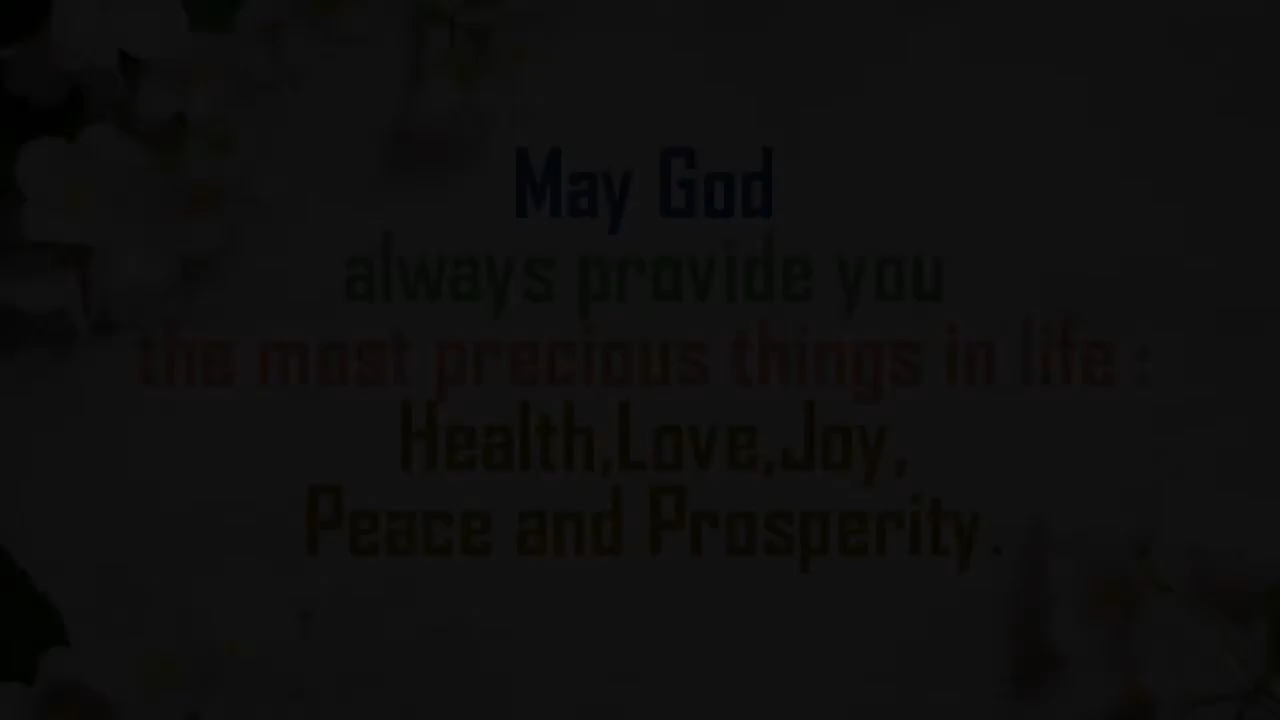 May God
always provide you
the most precious things in life :
Health,Love,Joy,
Peace and Prosperity.